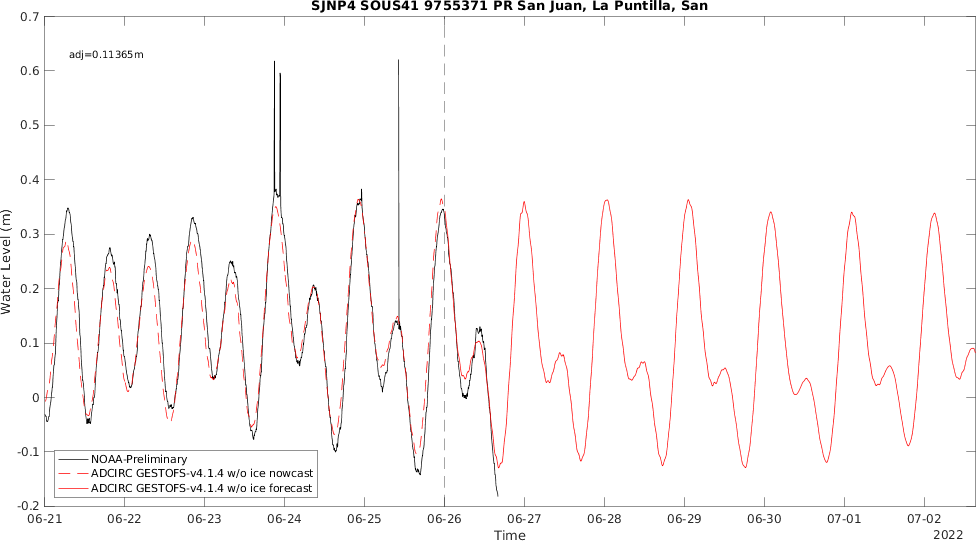 SJNP4 SOUS41 9755371 PR San Juan, La Puntilla, San
adj=0.11365m
Water Level (m)
0.7
0.6
0.5
0.4
0.3
0.2
0.1
0
-0.1
-0.2
NOAA-Preliminary
ADCIRC GESTOFS-v4.1.4 w/o ice nowcast
ADCIRC GESTOFS-v4.1.4 w/o ice forecast
06-21 06-22 06-23 06-24 06-25 06-26 06-27 06-28 06-29 06-30 07-01 07-02
Time
2022